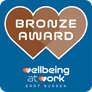 BRONZE
AWARD
wellbeing
at work
EAST SUSSEX